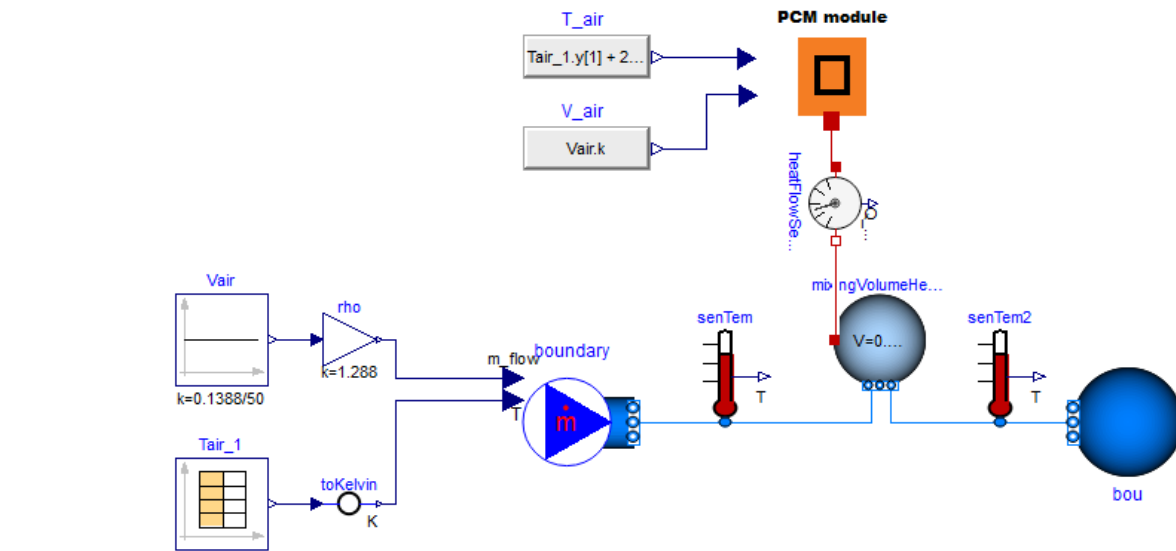 T_air
PCM module
Tair_1.y[1] + 2...
V_air
Vair.k
heatFlowSe...
Vair
rho
mixingVolumeHe...
senTem
senTem2
V=0....
k=1.288
m_flow
boundary
k=0.1388/50
T
T
T
ṁ
Tair_1
toKelvin
K
bou